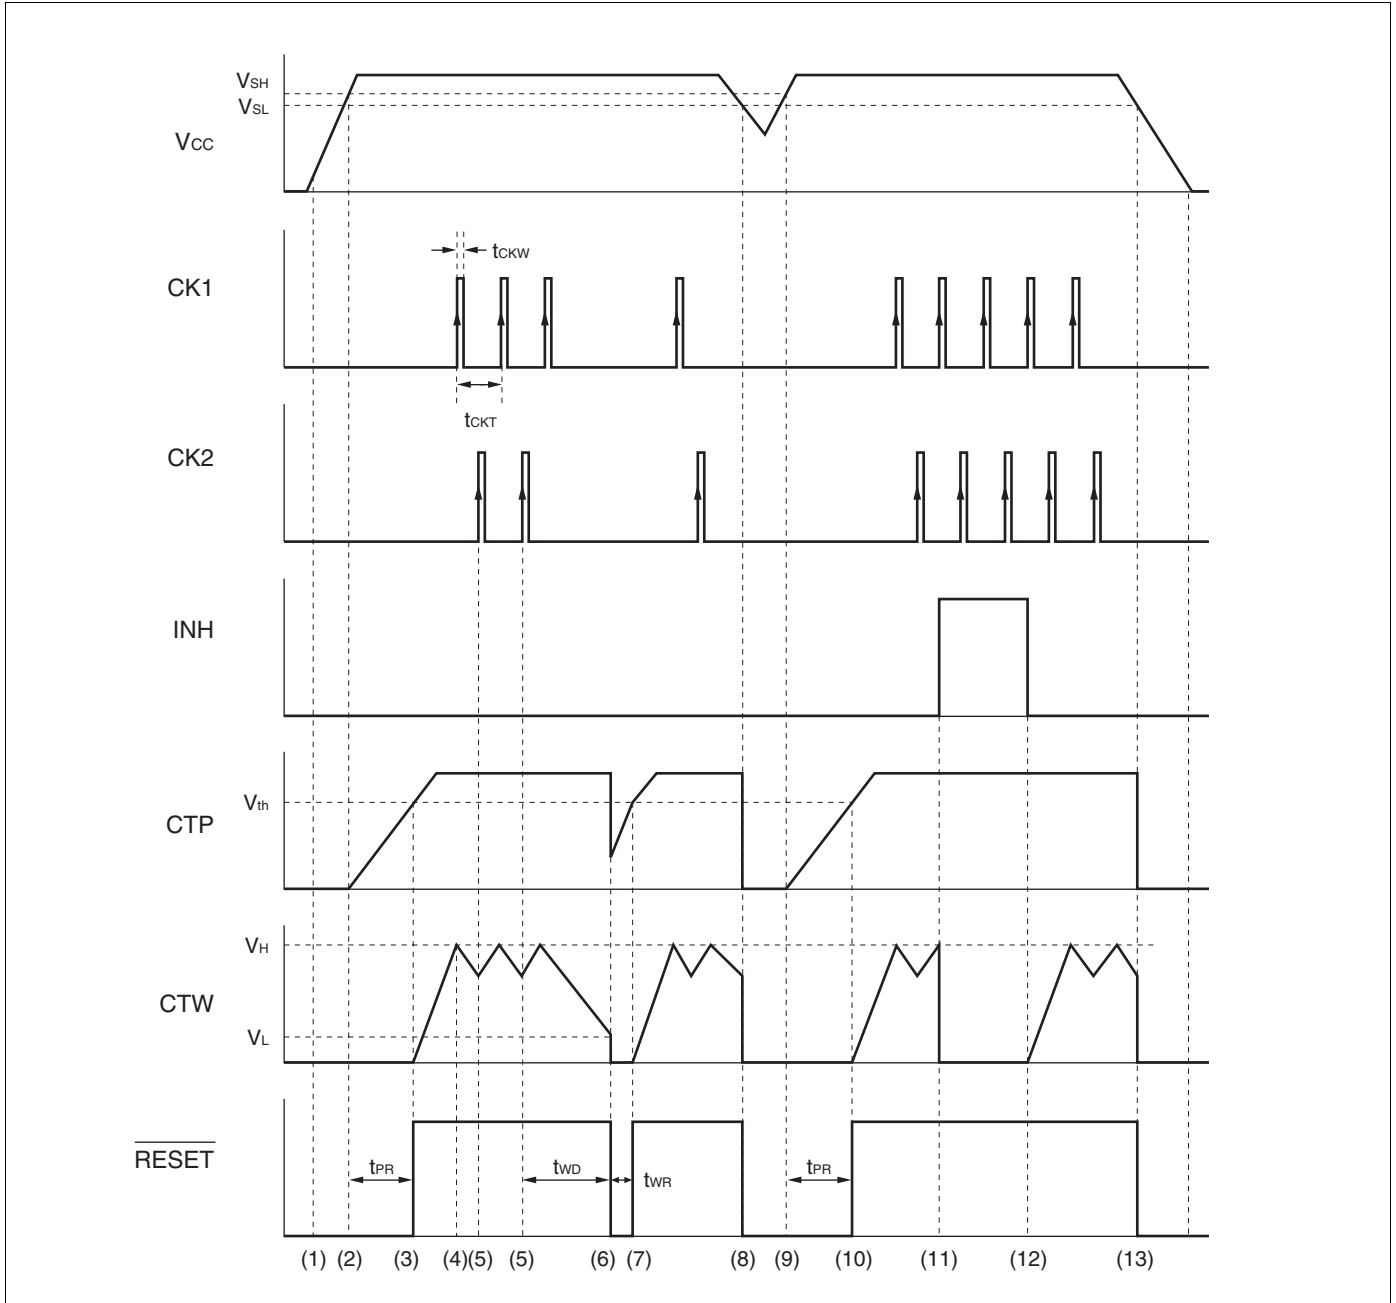 VSH
VSL
VCC
tCKW
CK1
tCKT
CK2
INH
Vth
CTP
VH
CTW
VL
RESET
tPR tWD tWR tPR
(1) (2) (3) (4) (5) (5) (6) (7) (8) (9) (10) (11) (12) (13)